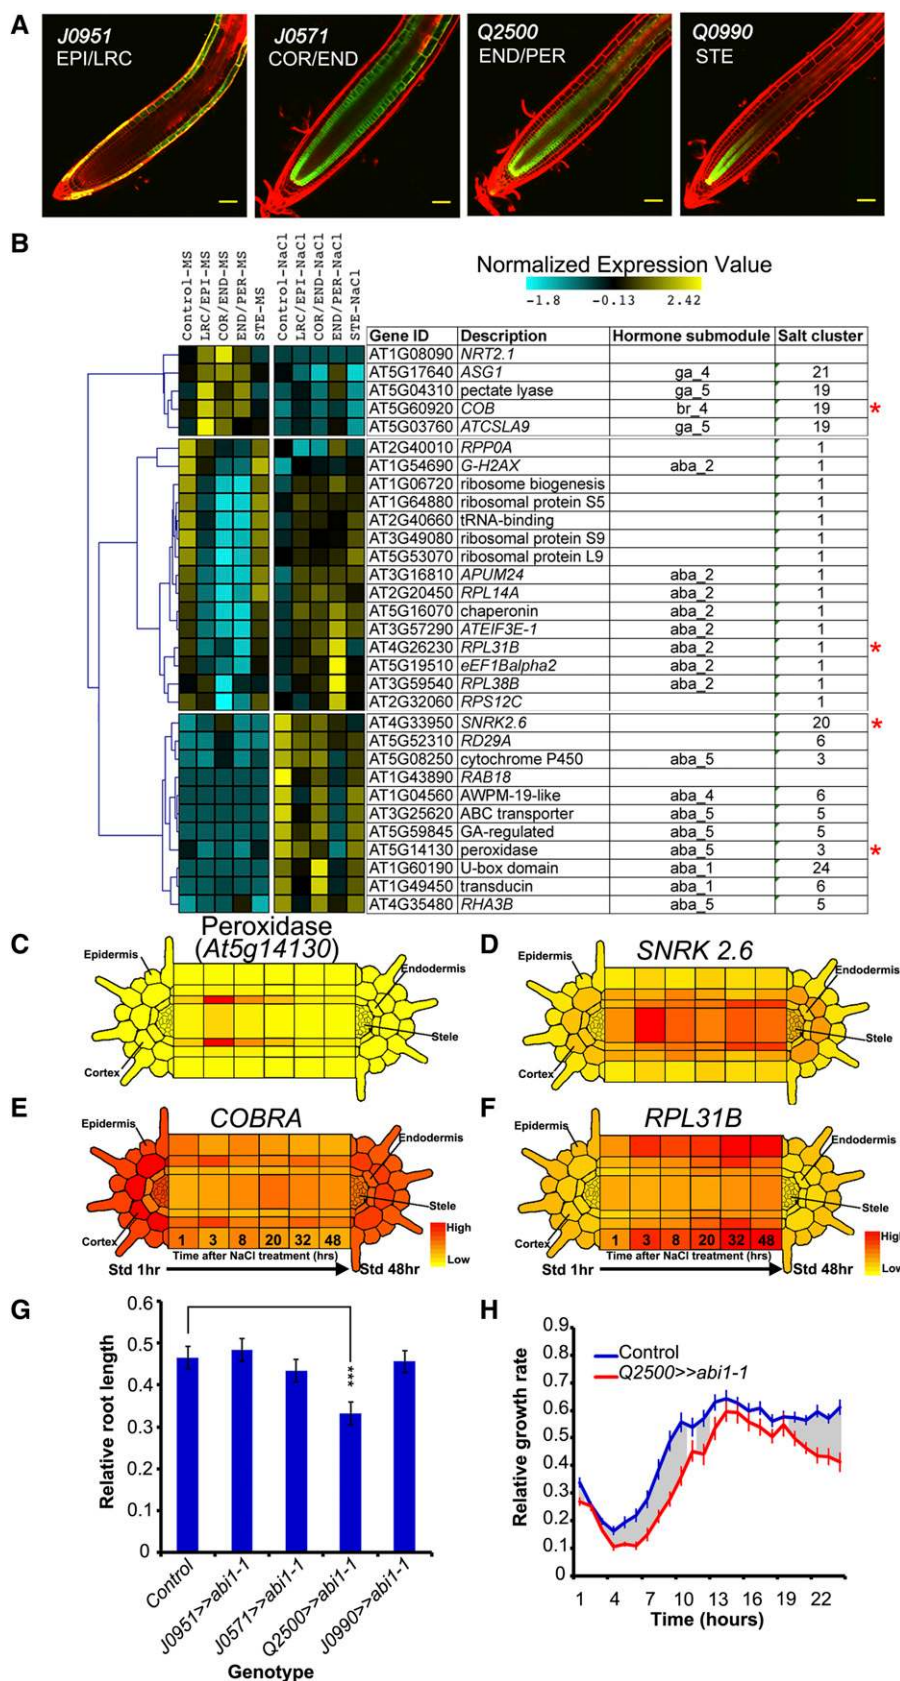 A
J0951
EPI/LRC
J0571
COR/END
Q2500
END/PER
Q0990
STE
B
Control-MS
LRC/EPI-MS
COR/END-MS
END/PER-MS
STE-MS
Control-NaCl
LRC/EPI-NaCl
COR/END-NaCl
END/PER-NaCl
STE-NaCl
Normalized Expression Value
-1.8 -0.13 2.42
Gene ID Description Hormone submodule Salt cluster
AT1G08090 NRT2.1
AT5G17640 ASG1 ga_4 21
AT5G04310 pectate lyase ga_5 19
AT5G60920 COB br_4 19 *
AT5G03760 ATCSLA9 ga_5 19
AT2G40010 RPP0A 1
AT1G54690 G-H2AX aba_2 1
AT1G06720 ribosome biogenesis 1
AT1G64880 ribosomal protein S5 1
AT2G40660 tRNA-binding 1
AT3G49080 ribosomal protein S9 1
AT5G53070 ribosomal protein L9 1
AT3G16810 APUM24 aba_2 1
AT2G20450 RPL14A aba_2 1
AT5G16070 chaperonin aba_2 1
AT3G57290 ATEIF3E-1 aba_2 1
AT4G26230 RPL31B aba_2 1 *
AT5G19510 eEF1Balpha2 aba_2 1
AT3G59540 RPL38B aba_2 1
AT2G32060 RPS12C 1
AT4G33950 SNRK2.6 20 *
AT5G52310 RD29A 6
AT5G08250 cytochrome P450 aba_5 3
AT1G43890 RAB18
AT1G04560 AWPM-19-like aba_4 6
AT3G25620 ABC transporter aba_5 5
AT5G59845 GA-regulated aba_5 5
AT5G14130 peroxidase aba_5 3 *
AT1G60190 U-box domain aba_1 24
AT1G49450 transducin aba_1 6
AT4G35480 RHA3B aba_5 5
C
Peroxidase
(At5g14130)
Epidermis
Endodermis
Stele
Cortex
D
SNRK 2.6
Epidermis
Endodermis
Stele
Cortex
E
COBRA
Epidermis
Endodermis
Stele
Cortex
1 3 8 20 32 48
Time after NaCl treatment (hrs)
Std 1hr Std 48hr
High
Low
F
RPL31B
Epidermis
Endodermis
Stele
Cortex
1 3 8 20 32 48
Time after NaCl treatment (hrs)
Std 1hr Std 48hr
High
Low
G
Relative root length
0.6
0.5
0.4
0.3
0.2
0.1
0
***
Control
J0951>>abi1-1
J0571>>abi1-1
Q2500>>abi1-1
J0990>>abi1-1
Genotype
H
Relative growth rate
0.9
0.8
0.7
0.6
0.5
0.4
0.3
0.2
0.1
0
Control
Q2500>>abi1-1
1 4 7 10 13 16 19 22
Time (hours)